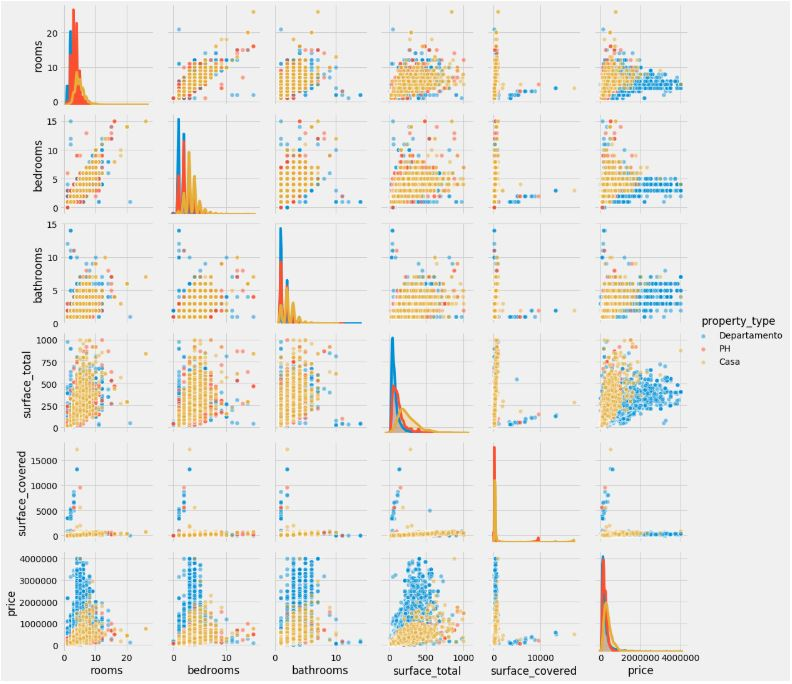 20
10
0
rooms
15
10
5
0
bedrooms
15
10
5
0
bathrooms
property_type
Departamento
PH
Casa
1000
750
500
250
0
surface_total
15000
10000
5000
0
surface_covered
4000000
3000000
2000000
1000000
0
price
0 10 20
rooms
0 10
bedrooms
0 10
bathrooms
0 500 1000
surface_total
0 10000
surface_covered
0 2000000 4000000
price